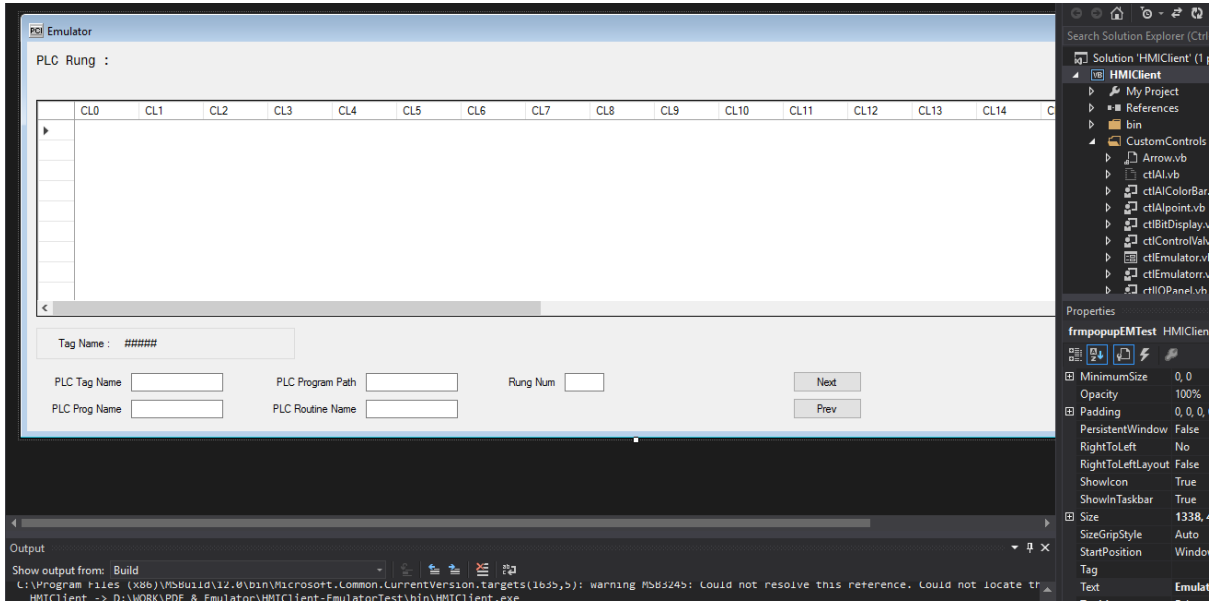 Search Solution Explorer (Ctrl
PCI Emulator
Solution 'HMIClient' (1 p
VB HMIClient
PLC Rung :
My Project
References
bin
CustomControls
CL0 CL1 CL2 CL3 CL4 CL5 CL6 CL7 CL8 CL9 CL10 CL11 CL12 CL13 CL14 C
Arrow.vb
ctlAI.vb
ctlAIColorBar.
ctlAIpoint.vb
ctlBitDisplay.v
ctlControlValv
ctlEmulator.vl
ctlEmulatorr.v
ctlIOPanel.vb
Properties
frmpopupEMTest HMIClien
Tag Name : #####
PLC Tag Name PLC Program Path Rung Num Next
PLC Prog Name PLC Routine Name Prev
MinimumSize 0, 0
Opacity 100%
Padding 0, 0, 0,
PersistentWindow False
RightToLeft No
RightToLeftLayout False
ShowIcon True
ShowInTaskbar True
Size 1338, 4
SizeGripStyle Auto
StartPosition Window
Tag
Text Emulat
Output
Show output from: Build
C:\Program Files (x86)\MSBuild\12.0\bin\Microsoft.Common.CurrentVersion.targets(1635,5): warning MSB3245: Could not resolve this reference. Could not locate th
HMIClient -> D:\WORK\PDF & Emulator\HMIClient-EmulatorTest\bin\HMIClient.exe